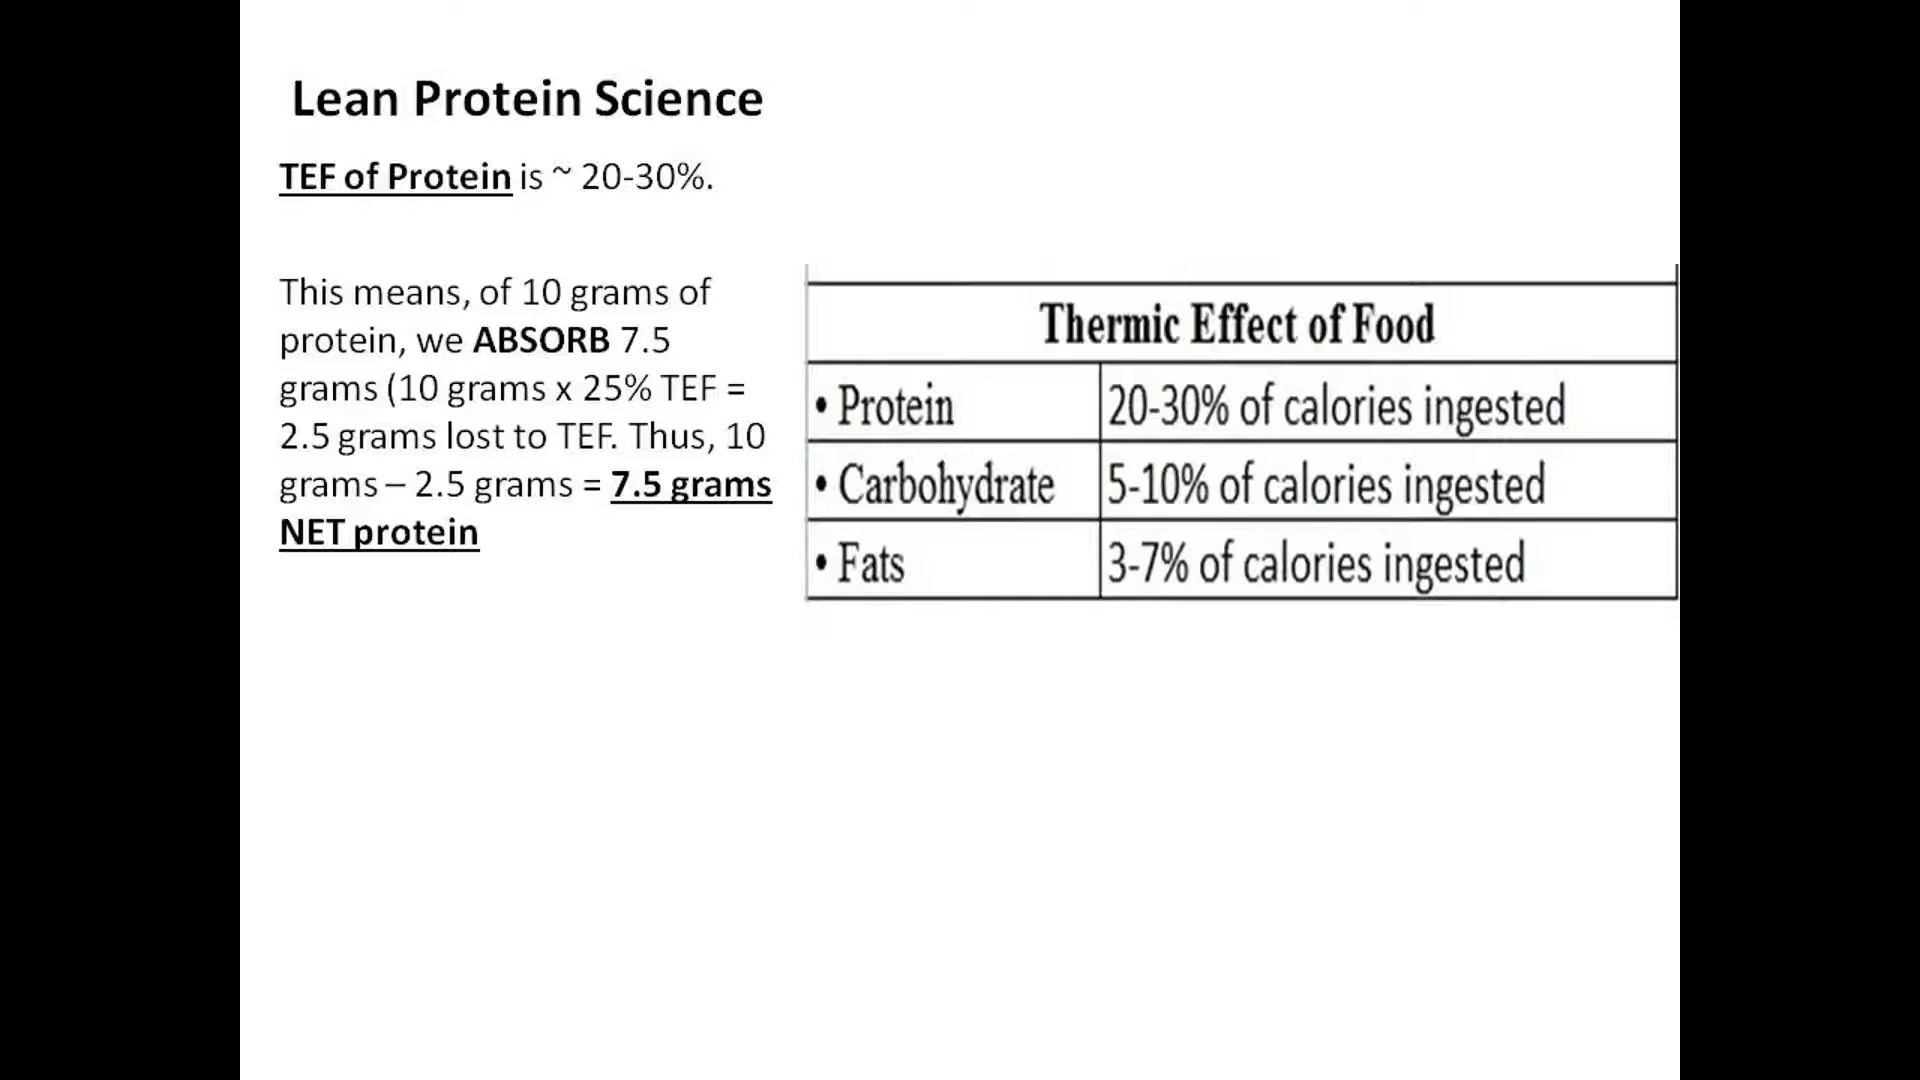 Lean Protein Science
TEF of Protein is ~ 20-30%.
This means, of 10 grams of
protein, we ABSORB 7.5
grams (10 grams x 25% TEF =
2.5 grams lost to TEF. Thus, 10
grams – 2.5 grams = 7.5 grams
NET protein
Thermic Effect of Food
• Protein 20-30% of calories ingested
• Carbohydrate 5-10% of calories ingested
• Fats 3-7% of calories ingested